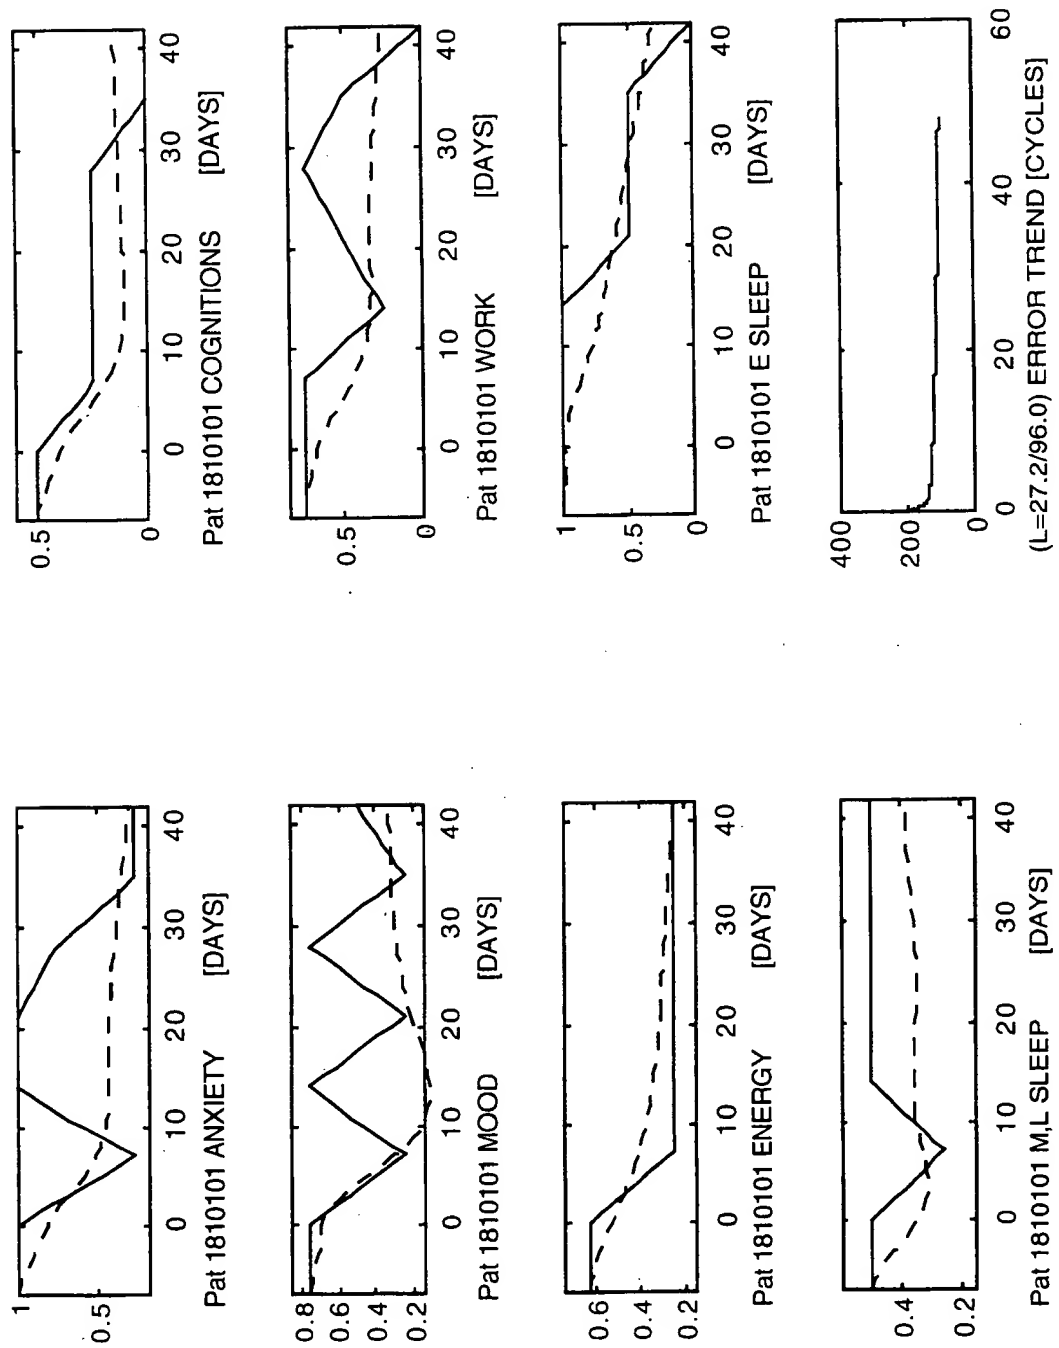 1
0.5
0 10 20 30 40
Pat 1810101 ANXIETY [DAYS]
0.8
0.6
0.4
0.2
0 10 20 30 40
Pat 1810101 MOOD [DAYS]
0.6
0.4
0.2
0 10 20 30 40
Pat 1810101 ENERGY [DAYS]
0.4
0.2
0 10 20 30 40
Pat 1810101 M,L SLEEP [DAYS]
0.5
0
0 10 20 30 40
Pat 1810101 COGNITIONS [DAYS]
0.5
0
0 10 20 30 40
Pat 1810101 WORK [DAYS]
1
0.5
0
0 10 20 30 40
Pat 1810101 E SLEEP [DAYS]
400
200
0
0 20 40 60
(L=27.2/96.0) ERROR TREND [CYCLES]